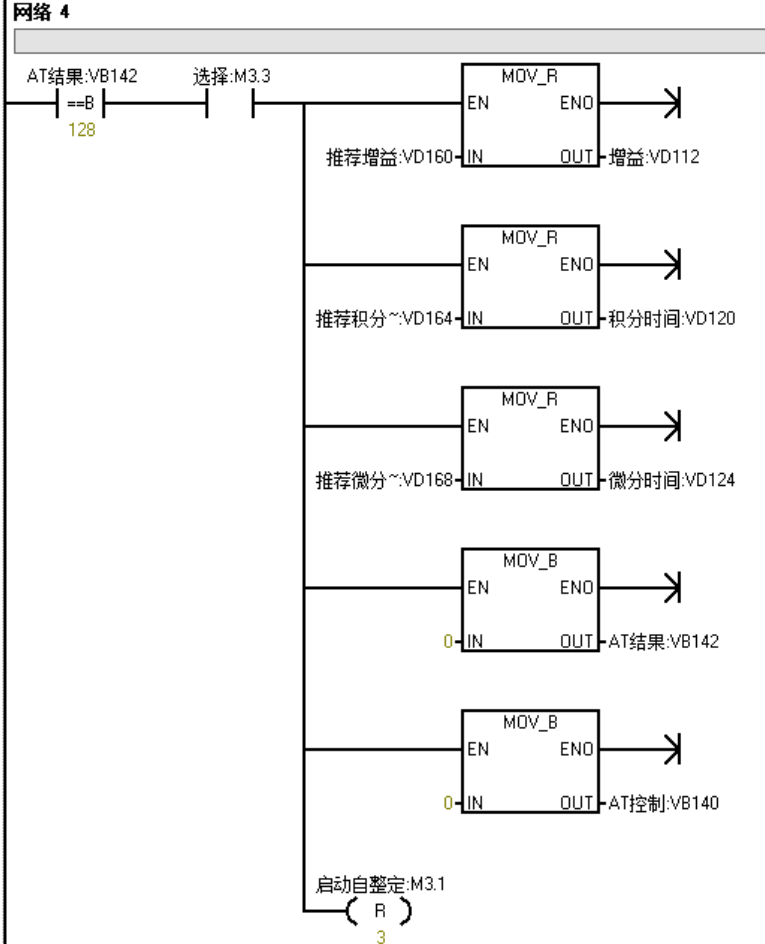 网络 4
AT结果:VB142 选择:M3.3
==B
128
MOV_R
EN ENO
推荐增益:VD160 IN OUT 增益:VD112
MOV_R
EN ENO
推荐积分~:VD164 IN OUT 积分时间:VD120
MOV_R
EN ENO
推荐微分~:VD168 IN OUT 微分时间:VD124
MOV_B
EN ENO
0 IN OUT AT结果:VB142
MOV_B
EN ENO
0 IN OUT AT控制:VB140
启动自整定:M3.1
R
3